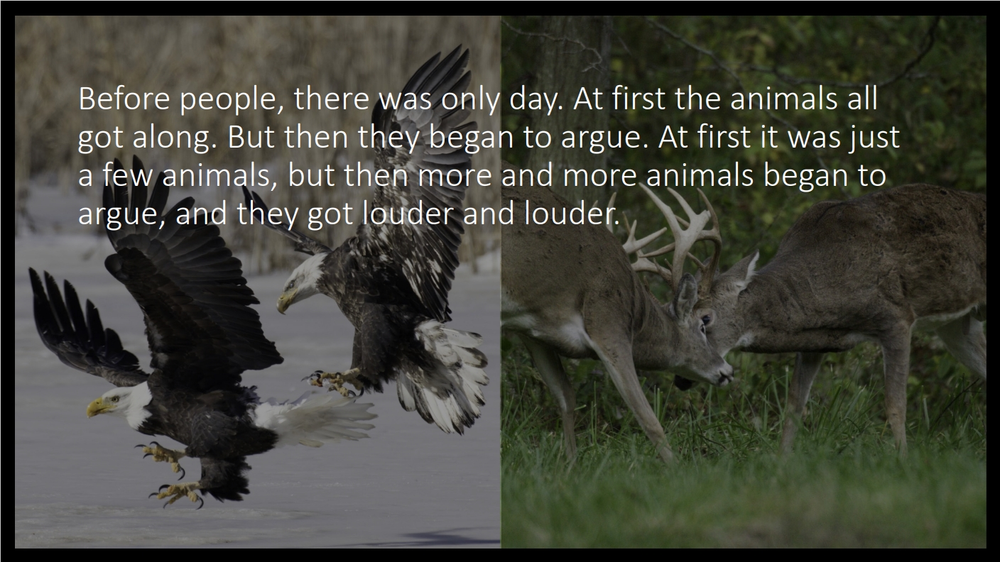 Before people, there was only day. At first the animals all
got along. But then they began to argue. At first it was just
a few animals, but then more and more animals began to
argue, and they got louder and louder.